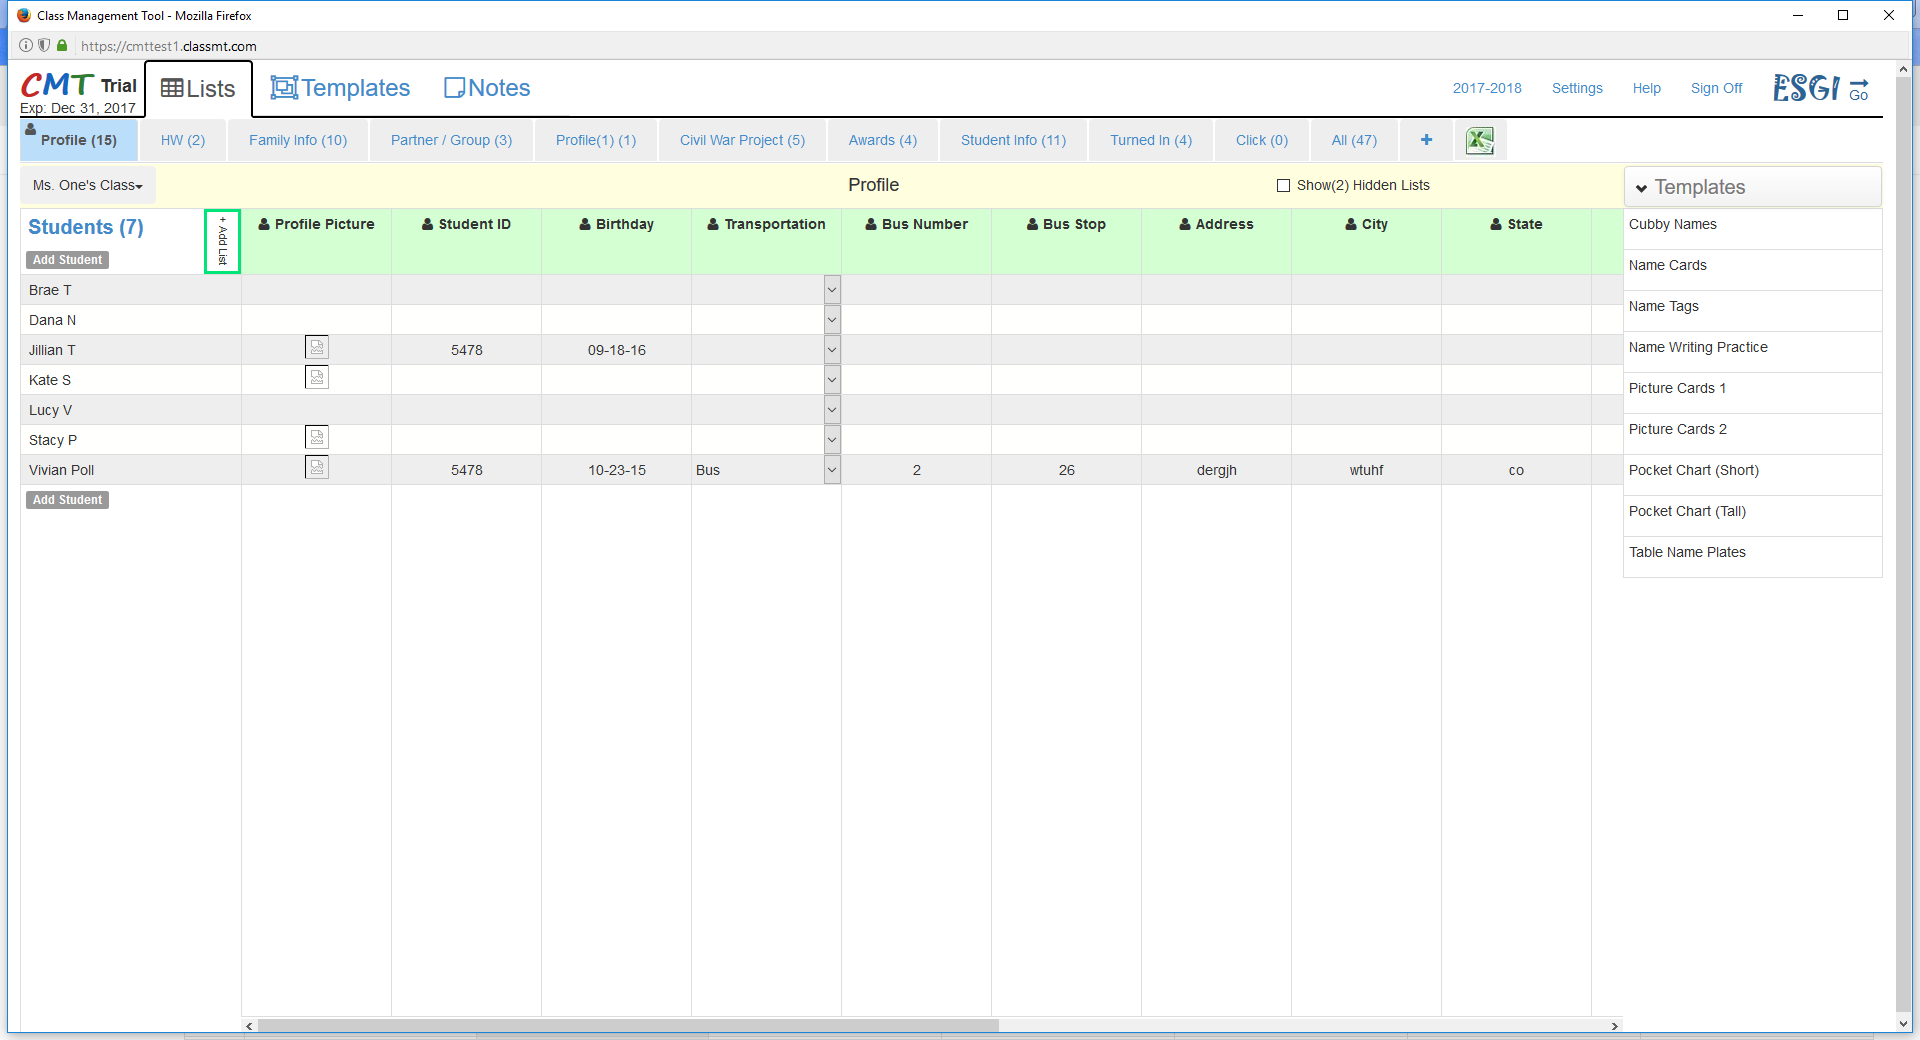 Class Management Tool - Mozilla Firefox
https://cmttest1.classmt.com
CMT Trial
Exp: Dec 31, 2017
Lists
Templates
Notes
2017-2018
Settings
Help
Sign Off
ESGI
Go
Profile (15)
HW (2)
Family Info (10)
Partner / Group (3)
Profile(1) (1)
Civil War Project (5)
Awards (4)
Student Info (11)
Turned In (4)
Click (0)
All (47)
+
Ms. One's Class
Profile
Show(2) Hidden Lists
Templates
Students (7)
Add Student
+ Add List
Profile Picture
Student ID
Birthday
Transportation
Bus Number
Bus Stop
Address
City
State
Brae T
Dana N
Jillian T 5478 09-18-16
Kate S
Lucy V
Stacy P
Vivian Poll 5478 10-23-15 Bus 2 26 dergjh wtuhf co
Add Student
Cubby Names
Name Cards
Name Tags
Name Writing Practice
Picture Cards 1
Picture Cards 2
Pocket Chart (Short)
Pocket Chart (Tall)
Table Name Plates